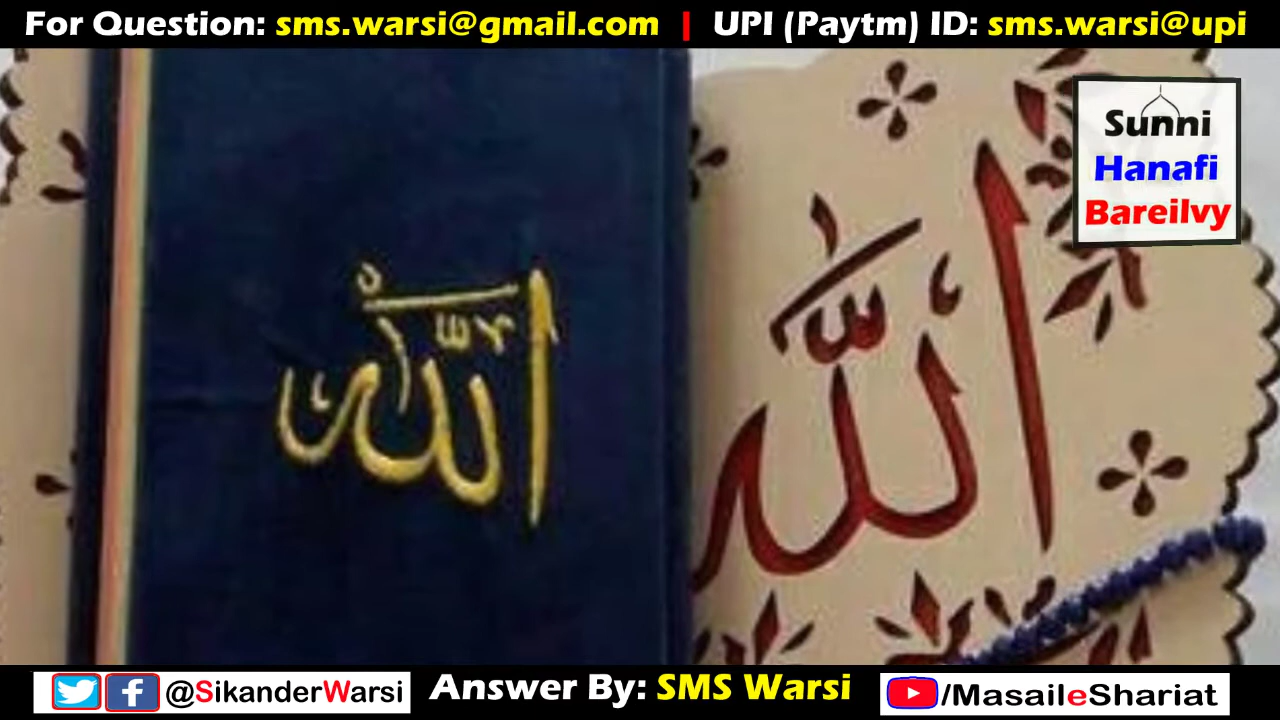 For Question: sms.warsi@gmail.com | UPI (Paytm) ID: sms.warsi@upi
Sunni
Hanafi
Bareilvy
الله
الله
@SikanderWarsi
Answer By: SMS Warsi
/MasaileShariat